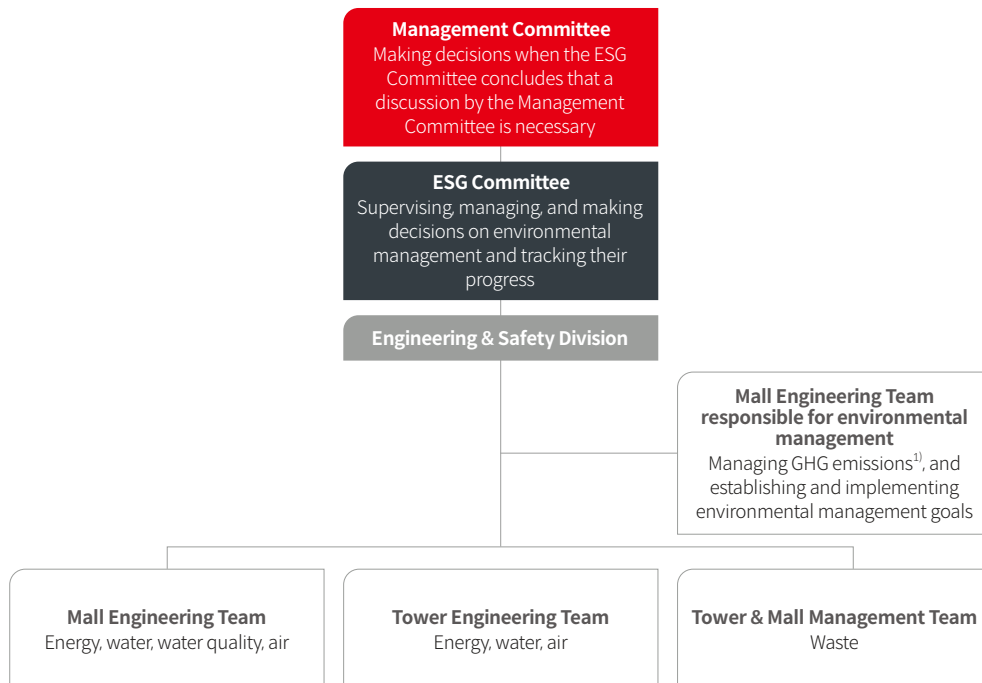 Management Committee
Making decisions when the ESG
Committee concludes that a
discussion by the Management
Committee is necessary
ESG Committee
Supervising, managing, and making
decisions on environmental
management and tracking their
progress
Engineering & Safety Division
Mall Engineering Team
responsible for environmental
management
Managing GHG emissions1), and
establishing and implementing
environmental management goals
Mall Engineering Team
Energy, water, water quality, air
Tower Engineering Team
Energy, water, air
Tower & Mall Management Team
Waste